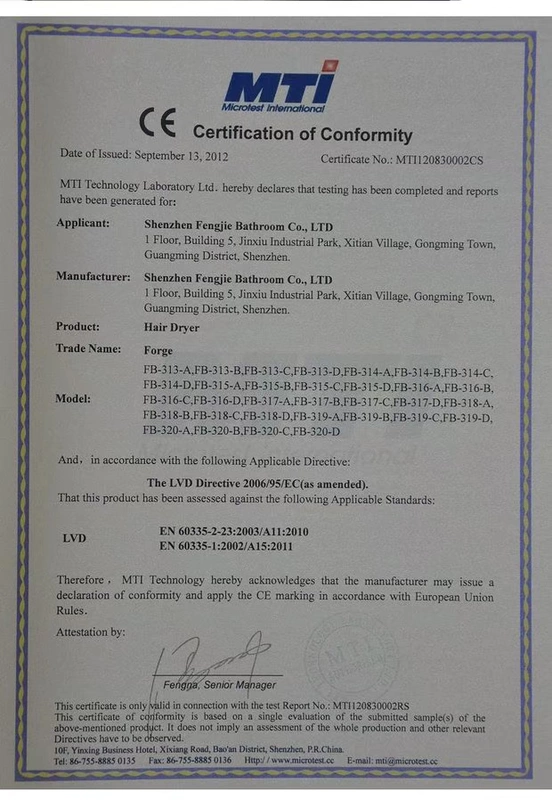 MTi
Microtest International
CE Certification of Conformity
Date of Issued: September 13, 2012 Certificate No.: MTI120830002CS
MTI Technology Laboratory Ltd. hereby declares that testing has been completed and reports
have been generated for:
Applicant: Shenzhen Fengjie Bathroom Co., LTD
1 Floor, Building 5, Jinxiu Industrial Park, Xitian Village, Gongming Town,
Guangming District, Shenzhen.
Manufacturer: Shenzhen Fengjie Bathroom Co., LTD
1 Floor, Building 5, Jinxiu Industrial Park, Xitian Village, Gongming Town,
Guangming District, Shenzhen.
Product: Hair Dryer
Trade Name: Forge
FB-313-A,FB-313-B,FB-313-C,FB-313-D,FB-314-A,FB-314-B,FB-314-C,
FB-314-D,FB-315-A,FB-315-B,FB-315-C,FB-315-D,FB-316-A,FB-316-B,
Model: FB-316-C,FB-316-D,FB-317-A,FB-317-B,FB-317-C,FB-317-D,FB-318-A,
FB-318-B,FB-318-C,FB-318-D,FB-319-A,FB-319-B,FB-319-C,FB-319-D,
FB-320-A,FB-320-B,FB-320-C,FB-320-D
And, in accordance with the following Applicable Directive:
The LVD Directive 2006/95/EC(as amended).
That this product has been assessed against the following Applicable Standards:
EN 60335-2-23:2003/A11:2010
LVD
EN 60335-1:2002/A15:2011
Therefore, MTI Technology hereby acknowledges that the manufacturer may issue a
declaration of conformity and apply the CE marking in accordance with European Union
Rules.
Attestation by:
MTI
Fengga, Senior Manager
This certificate is only valid in connection with the test Report No.: MTI120830002RS
This certificate of conformity is based on a single evaluation of the submitted sample(s) of the
above-mentioned product. It does not imply an assessment of the whole production and other relevant
Directives have to be observed.
10F, Yinxing Business Hotel, Xixiang Road, Bao'an District, Shenzhen, P.R.China.
Tel: 86-755-8885 0135 Fax: 86-755-8885 0136 Http://www.microtest.cc E-mail: mti@microtest.cc